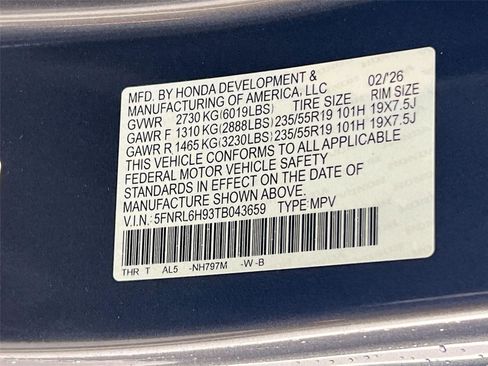 MFD. BY HONDA DEVELOPMENT & 02/'26
MANUFACTURING OF AMERICA, LLC
GVWR 2730 KG(6019LBS) TIRE SIZE RIM SIZE
GAWR F 1310 KG(2888LBS) 235/55R19 101H 19X7.5J
GAWR R 1465 KG(3230LBS) 235/55R19 101H 19X7.5J
THIS VEHICLE CONFORMS TO ALL APPLICABLE
FEDERAL MOTOR VEHICLE SAFETY
STANDARDS IN EFFECT ON THE DATE OF
MANUFACTURE SHOWN ABOVE.
V.I.N.: 5FNRL6H93TB043659 TYPE: MPV
THR T AL5 -NH797M -W-B